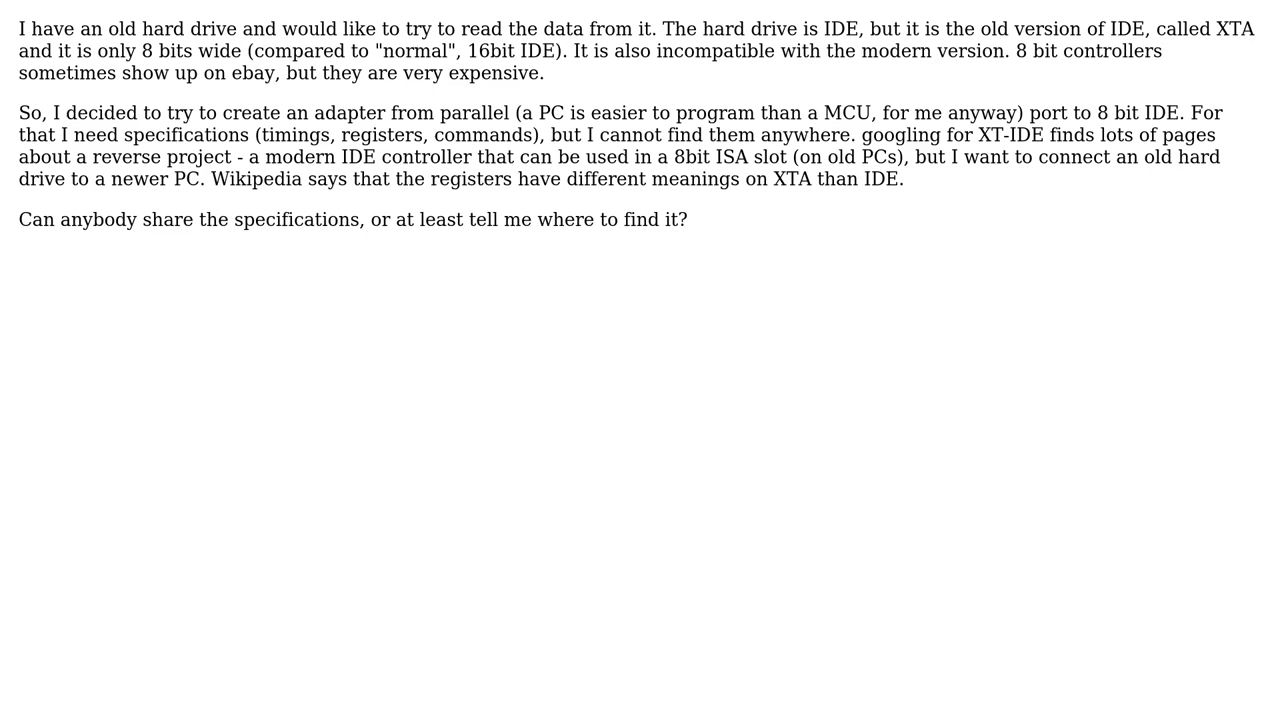 I have an old hard drive and would like to try to read the data from it. The hard drive is IDE, but it is the old version of IDE, called XTA
and it is only 8 bits wide (compared to "normal", 16bit IDE). It is also incompatible with the modern version. 8 bit controllers
sometimes show up on ebay, but they are very expensive.
So, I decided to try to create an adapter from parallel (a PC is easier to program than a MCU, for me anyway) port to 8 bit IDE. For
that I need specifications (timings, registers, commands), but I cannot find them anywhere. googling for XT-IDE finds lots of pages
about a reverse project - a modern IDE controller that can be used in a 8bit ISA slot (on old PCs), but I want to connect an old hard
drive to a newer PC. Wikipedia says that the registers have different meanings on XTA than IDE.
Can anybody share the specifications, or at least tell me where to find it?